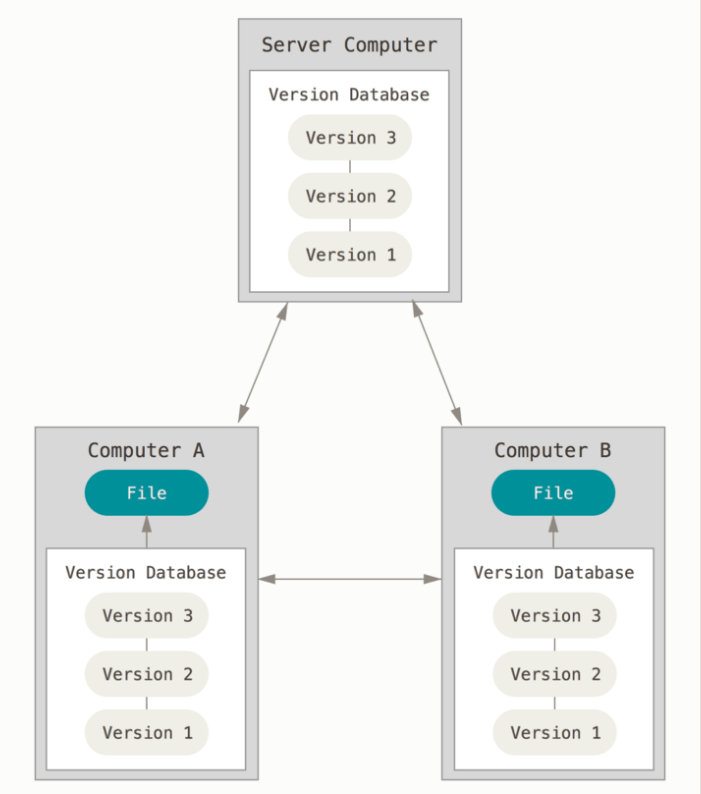 Server Computer
Version Database
Version 3
Version 2
Version 1
Computer A
File
Version Database
Version 3
Version 2
Version 1
Computer B
File
Version Database
Version 3
Version 2
Version 1